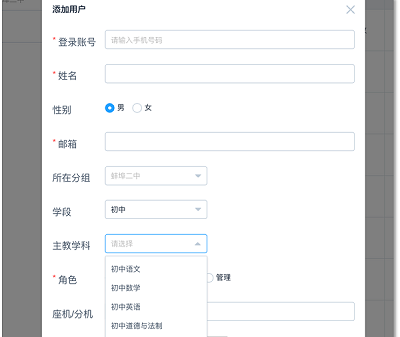 添加用户
* 登录账号 请输入手机号码
* 姓名
性别 男 女
* 邮箱
所在分组 蚌埠二中
学段 初中
主教学科 请选择
初中语文
* 角色 管理
初中数学
座机/分机 初中英语
初中道德与法制